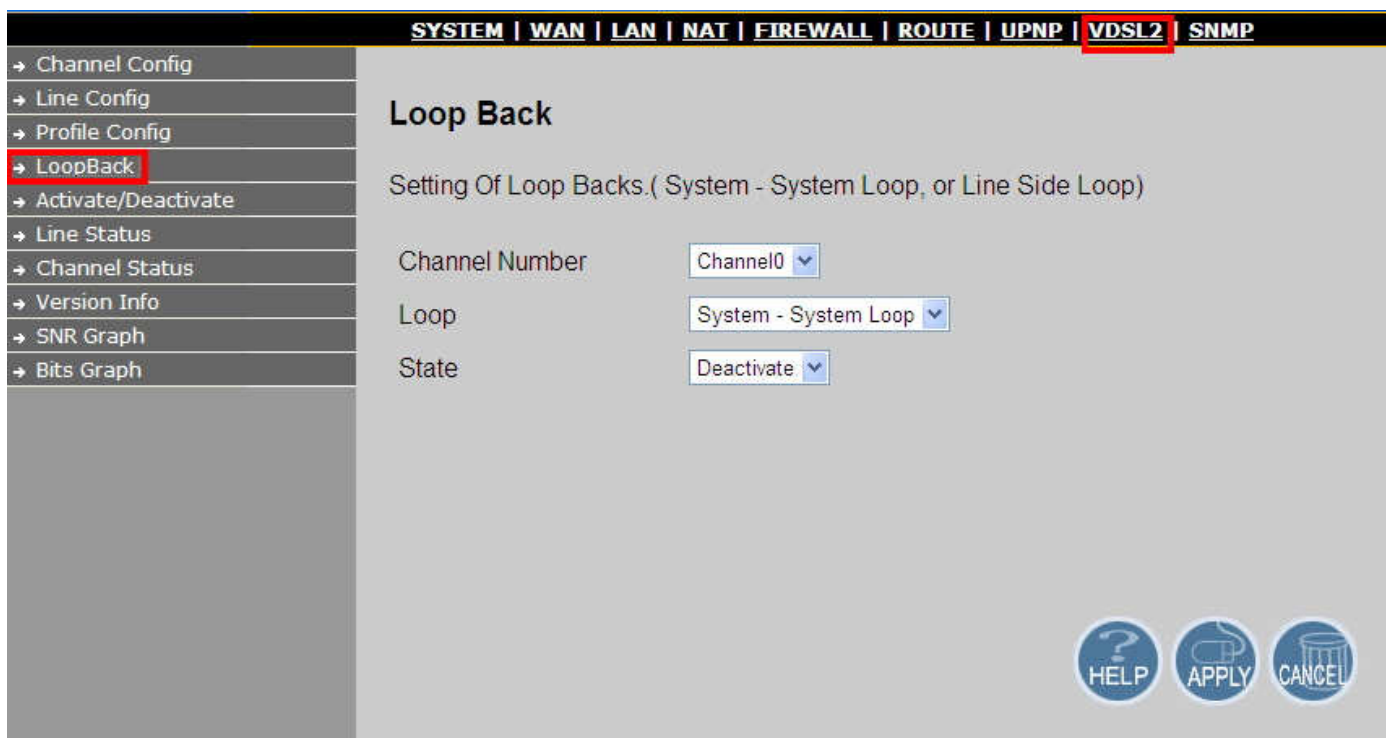 SYSTEM | WAN | LAN | NAT | FIREWALL | ROUTE | UPNP | VDSL2 | SNMP
→ Channel Config
→ Line Config
→ Profile Config
→ LoopBack
→ Activate/Deactivate
→ Line Status
→ Channel Status
→ Version Info
→ SNR Graph
→ Bits Graph
Loop Back
Setting Of Loop Backs.( System - System Loop, or Line Side Loop)
Channel Number Channel0
Loop System - System Loop
State Deactivate
HELP APPLY CANCEL